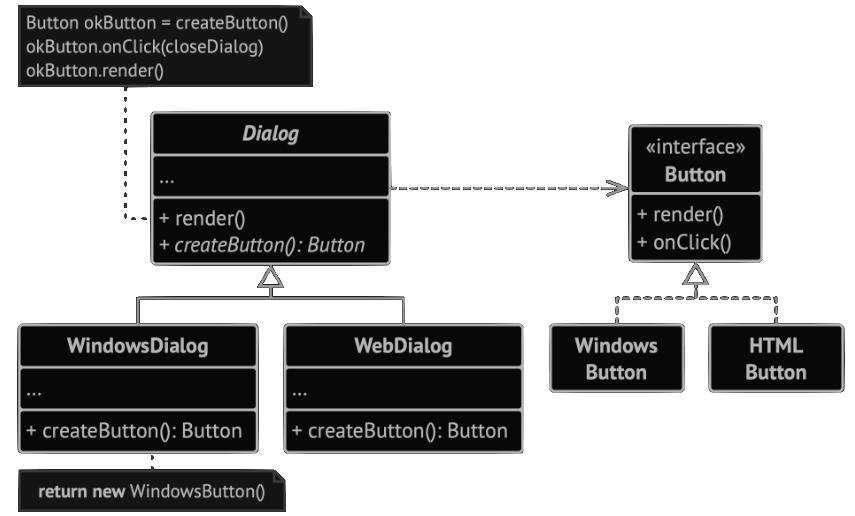 Button okButton = createButton()
okButton.onClick(closeDialog)
okButton.render()
Dialog
...
+ render()
+ createButton(): Button
«interface»
Button
+ render()
+ onClick()
WindowsDialog
...
+ createButton(): Button
WebDialog
...
+ createButton(): Button
Windows
Button
HTML
Button
return new WindowsButton()